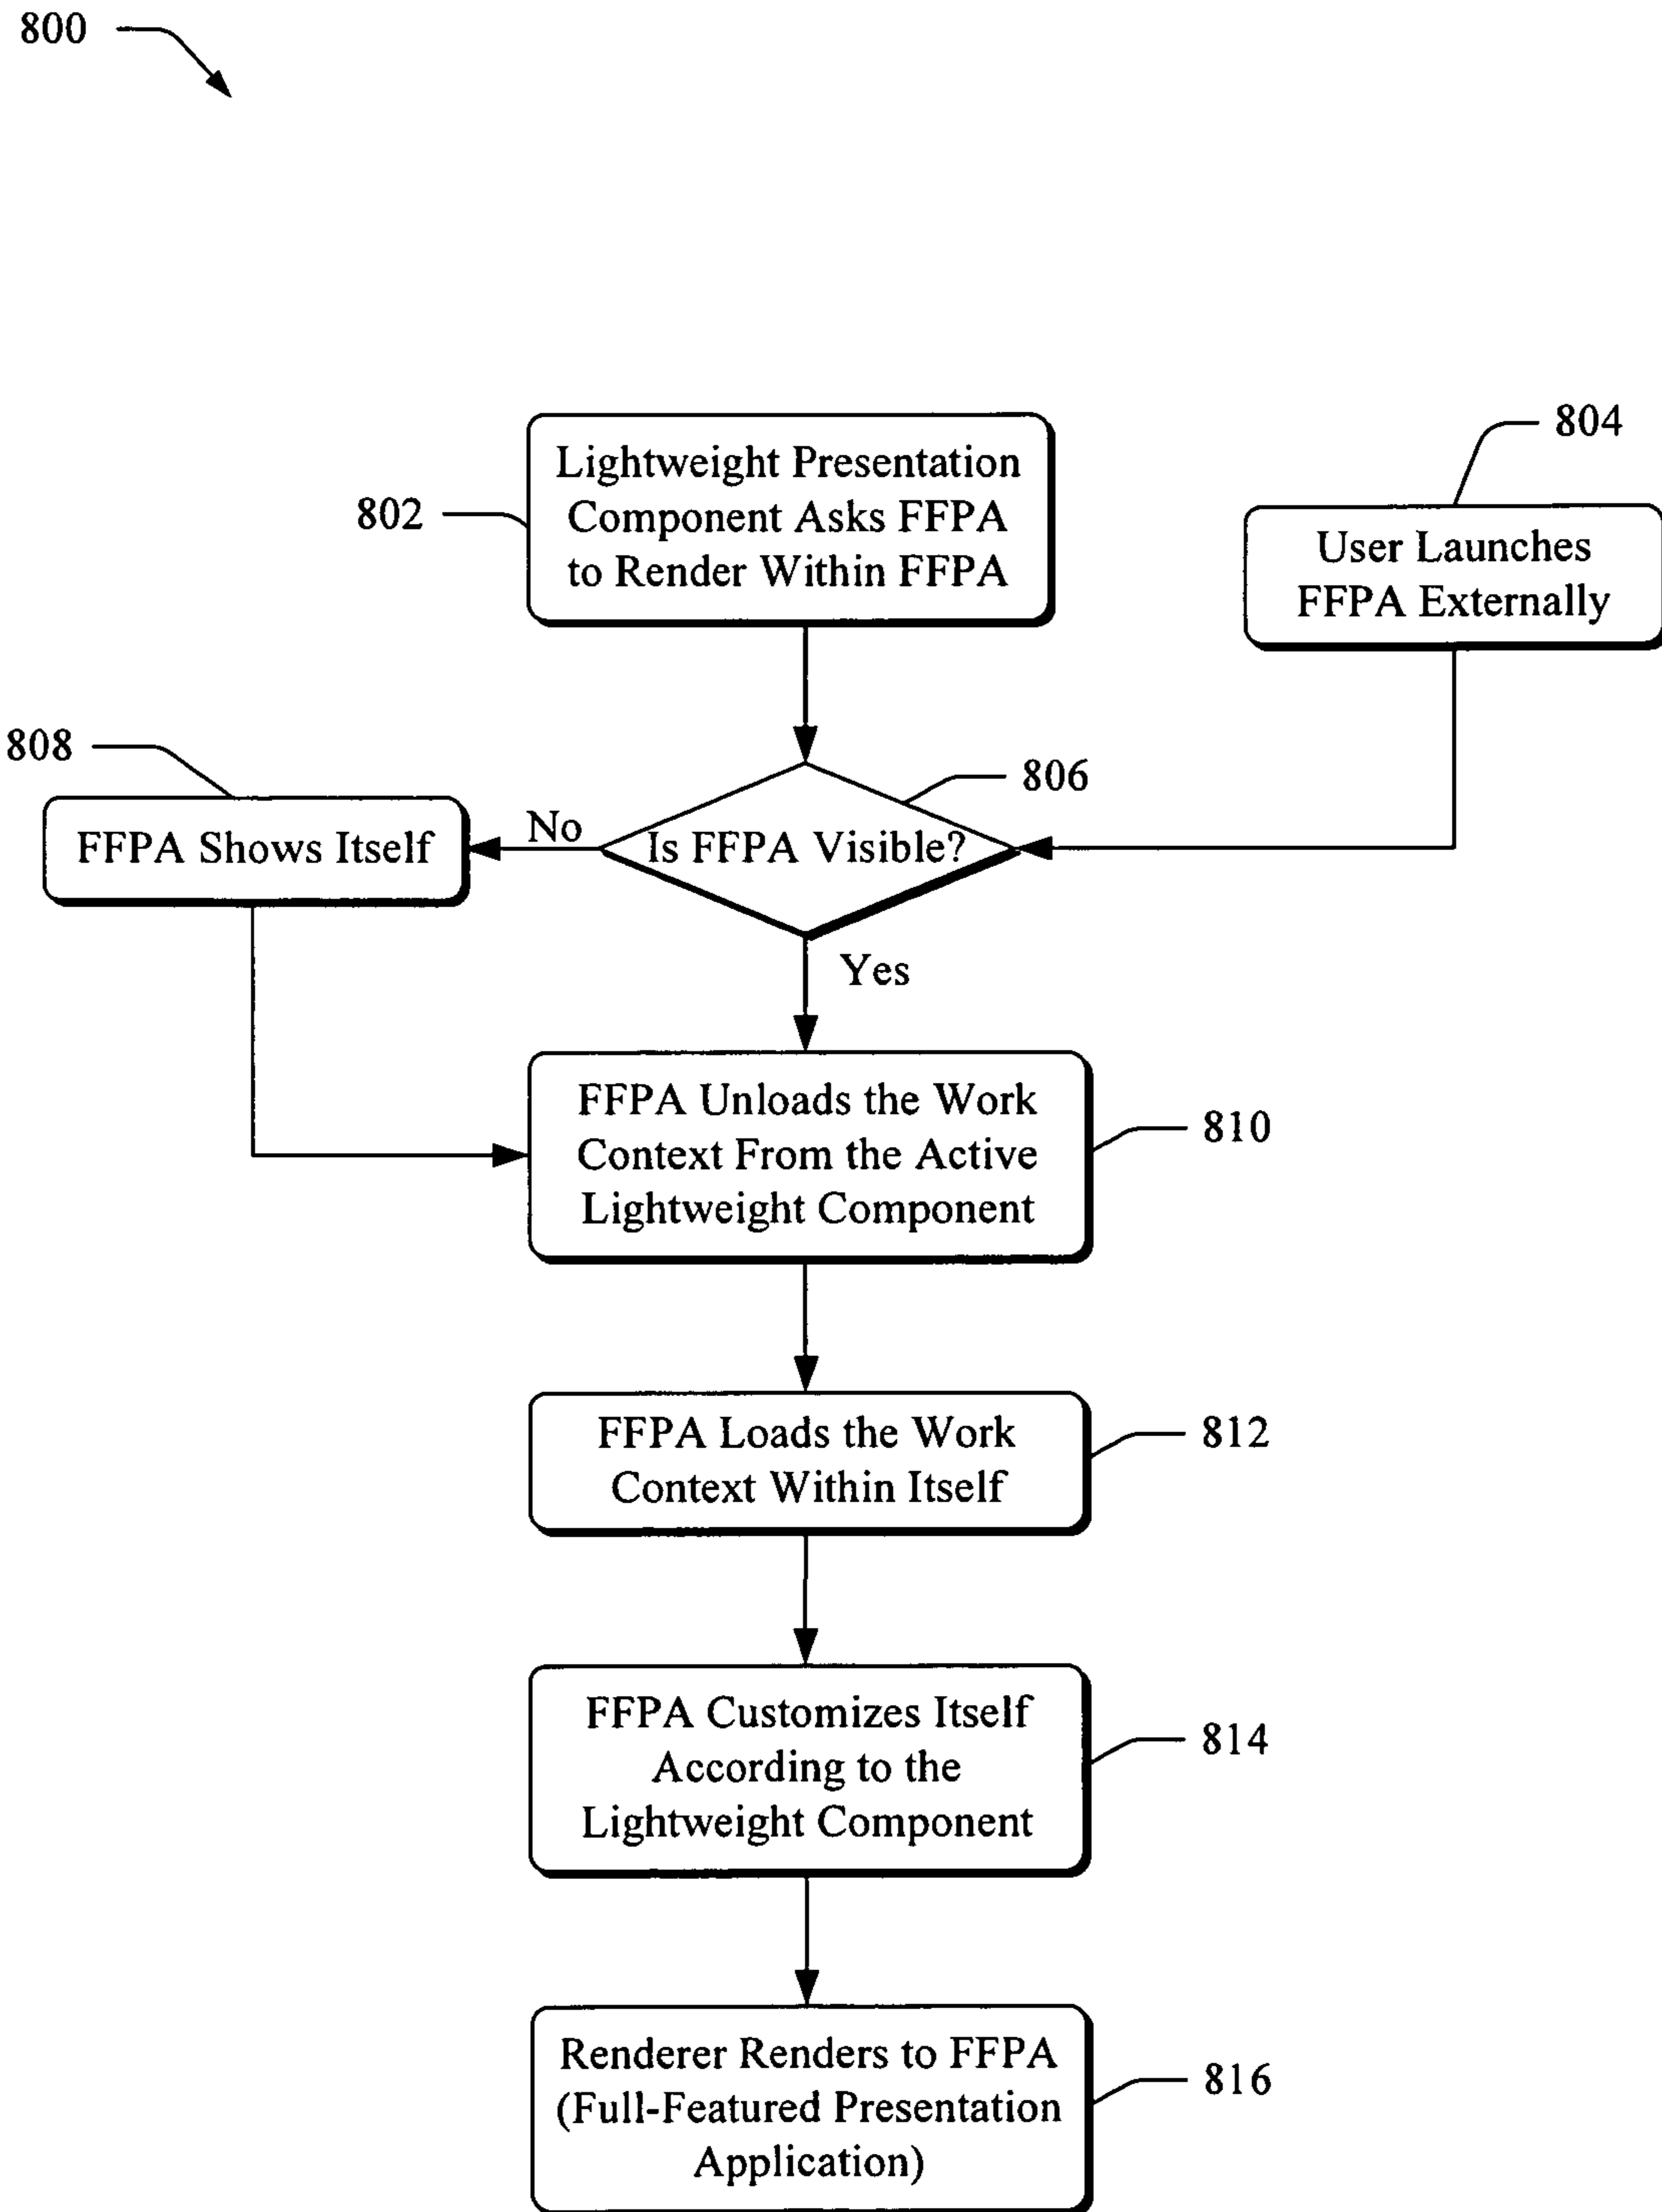 800
Lightweight Presentation
Component Asks FFPA
to Render Within FFPA
802
804
User Launches
FFPA Externally
808
806
FFPA Shows Itself
No
Is FFPA Visible?
Yes
FFPA Unloads the Work
Context From the Active
Lightweight Component
810
FFPA Loads the Work
Context Within Itself
812
FFPA Customizes Itself
According to the
Lightweight Component
814
Renderer Renders to FFPA
(Full-Featured Presentation
Application)
816